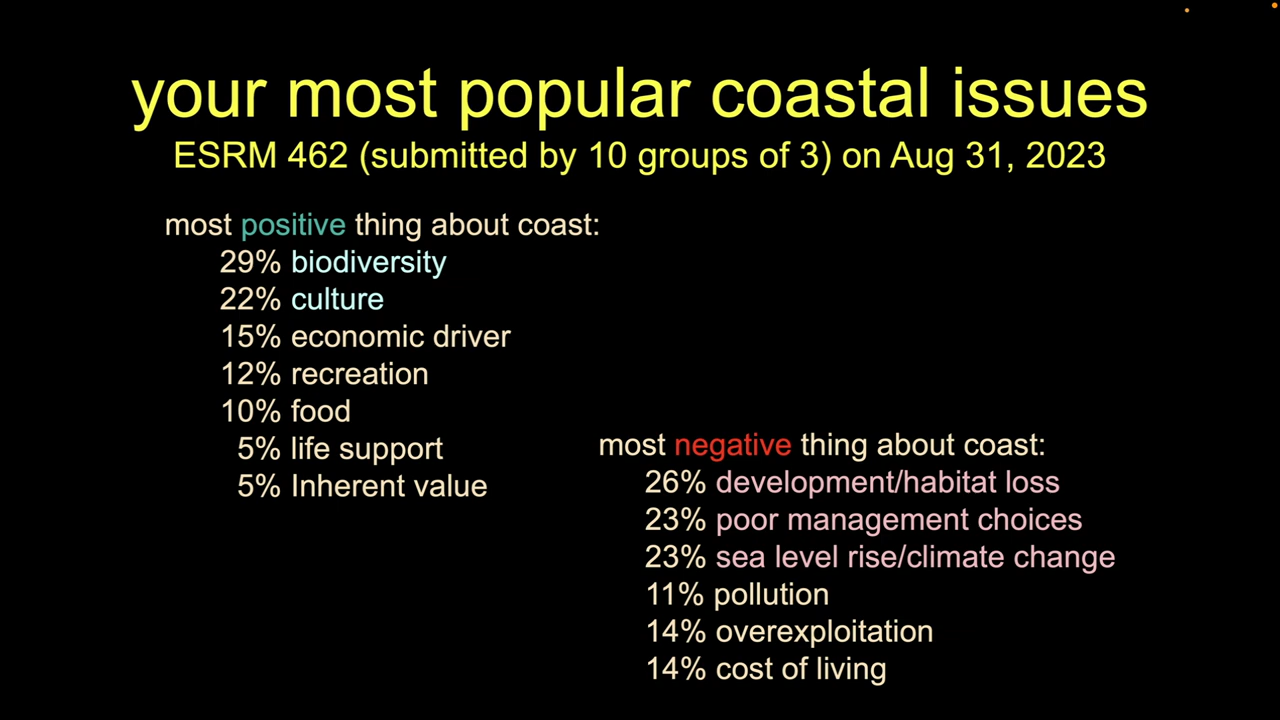 your most popular coastal issues
ESRM 462 (submitted by 10 groups of 3) on Aug 31, 2023
most positive thing about coast:
29% biodiversity
22% culture
15% economic driver
12% recreation
10% food
5% life support
5% Inherent value
most negative thing about coast:
26% development/habitat loss
23% poor management choices
23% sea level rise/climate change
11% pollution
14% overexploitation
14% cost of living